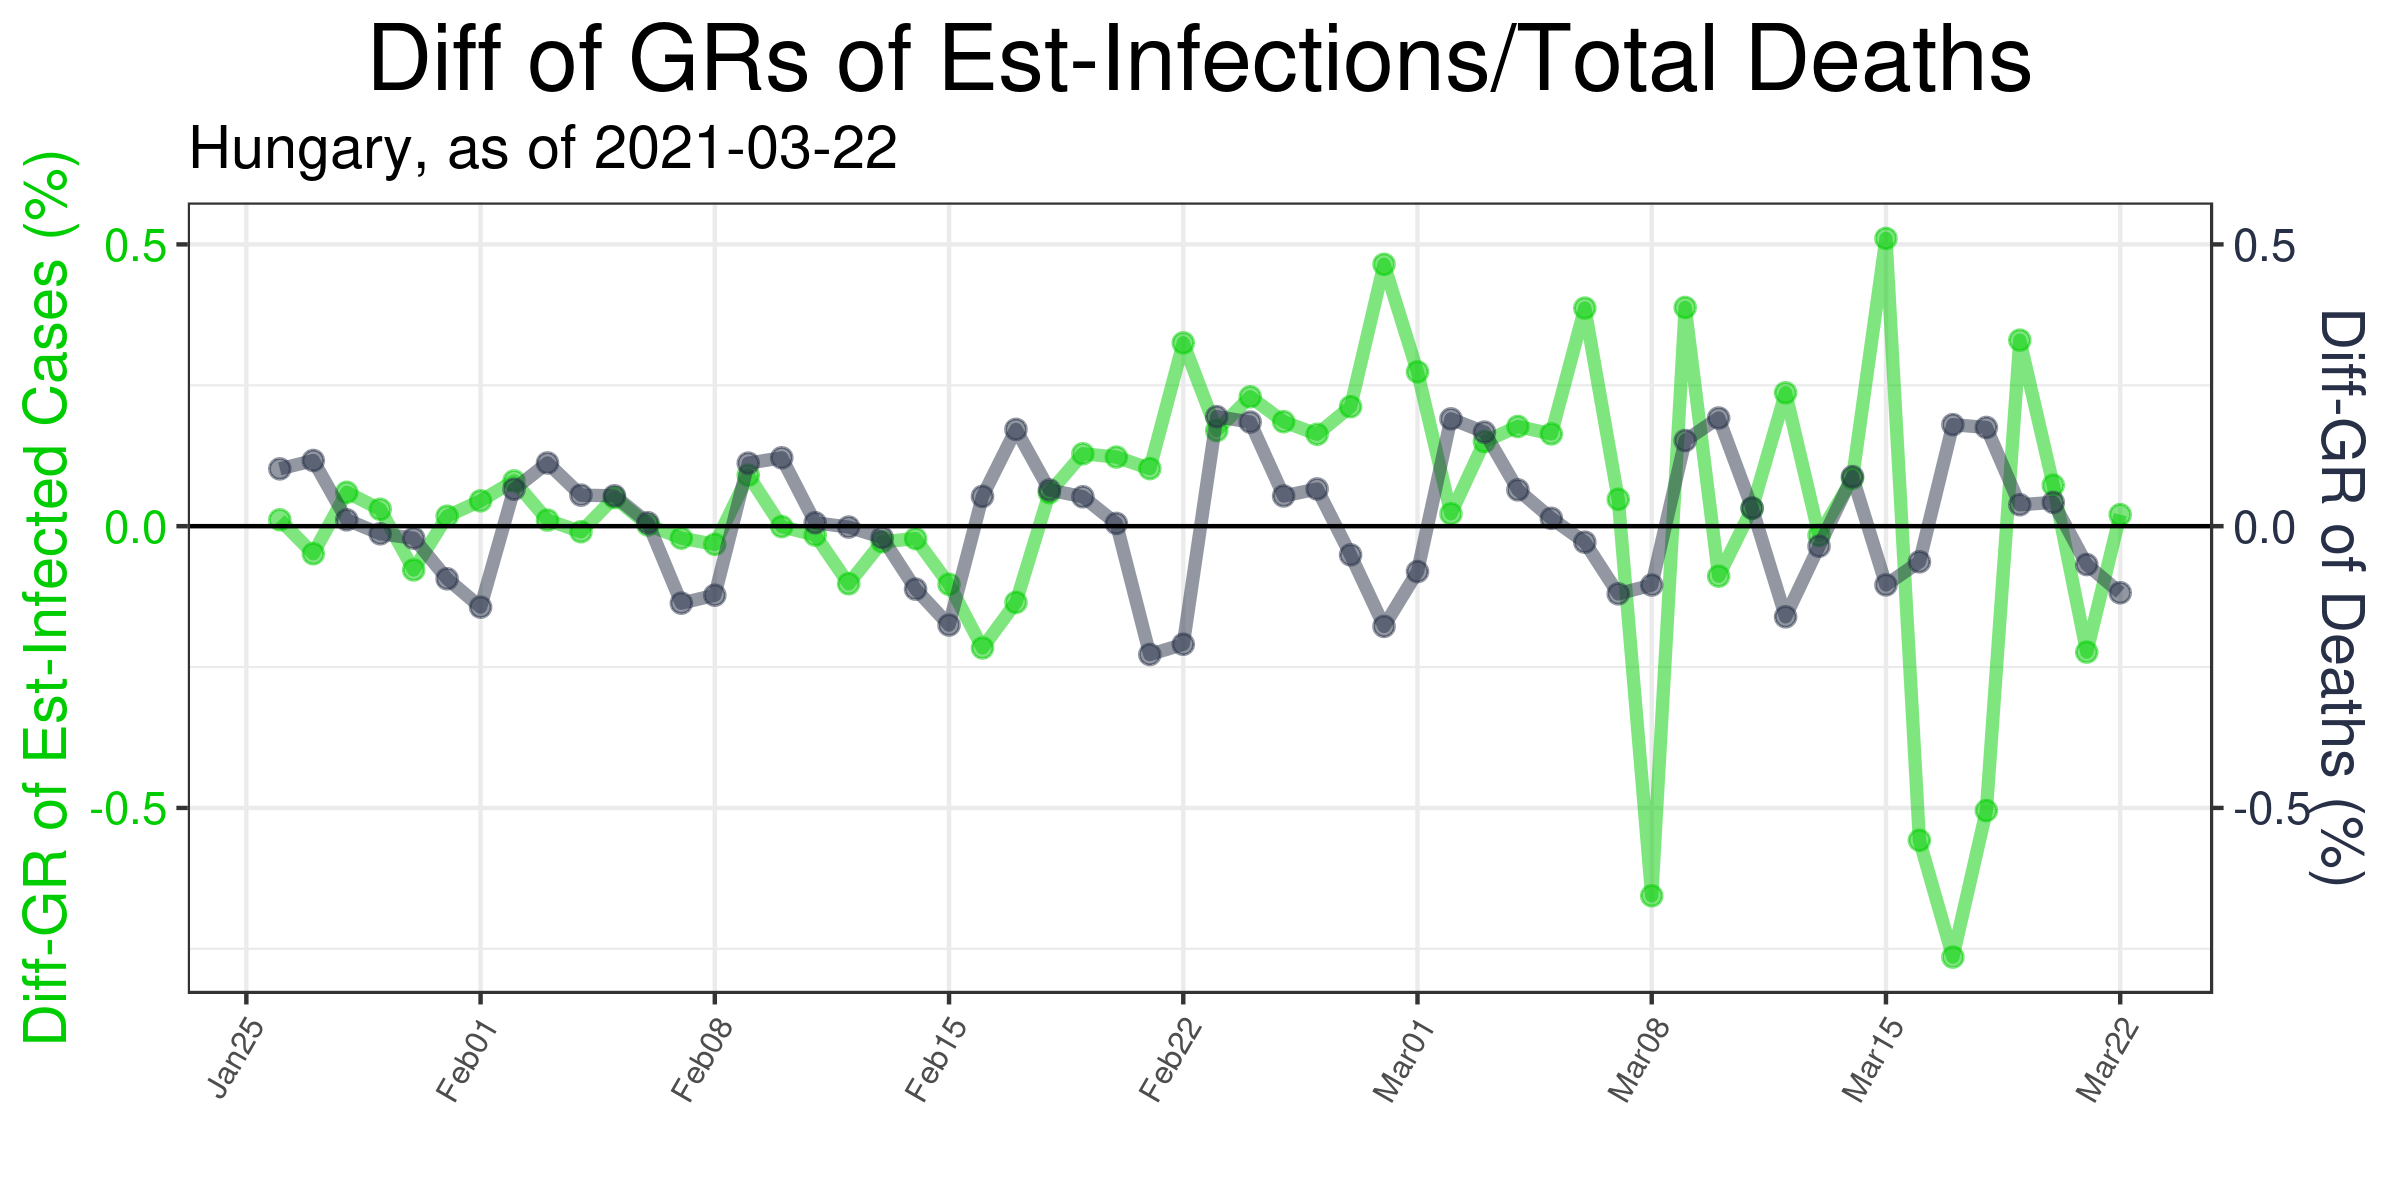 Diff of GRs of Est-Infections/Total Deaths
Hungary, as of 2021-03-22
Diff-GR of Est-Infected Cases (%)
0.5
0.0
-0.5
0.5
0.0
-0.5
Diff-GR of Deaths (%)
Jan25
Feb01
Feb08
Feb15
Feb22
Mar01
Mar08
Mar15
Mar22